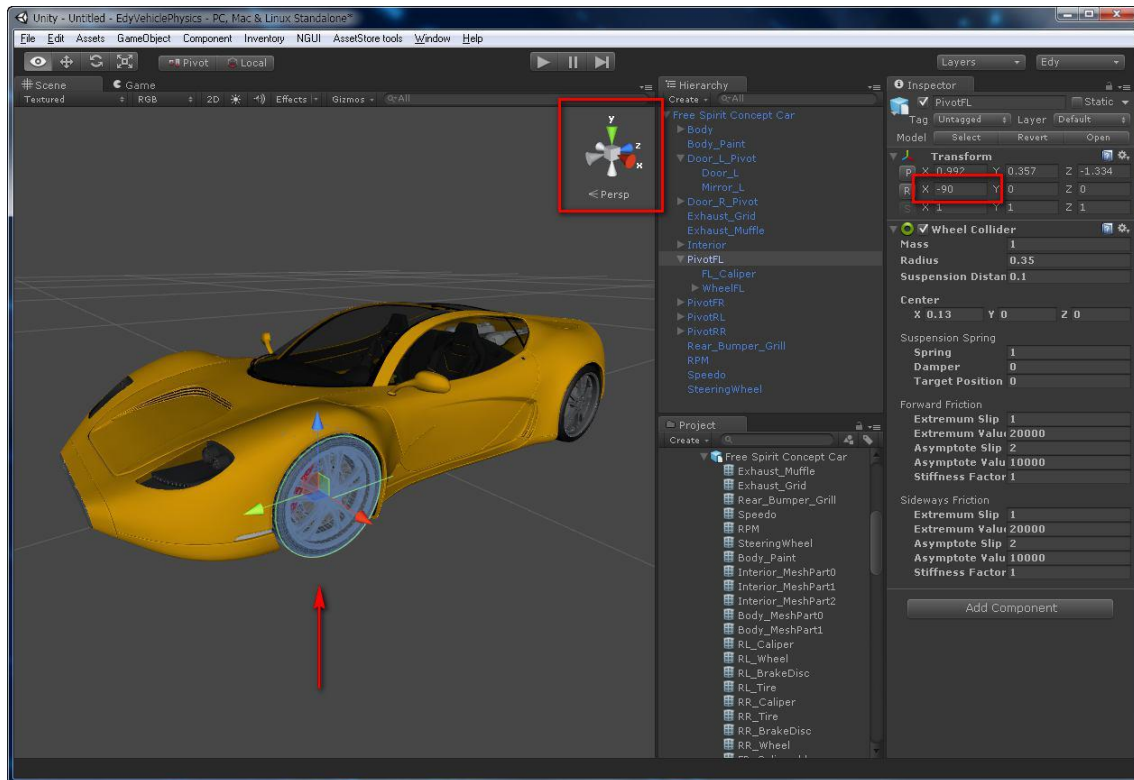 Unity - Untitled - EdyVehiclePhysics - PC, Mac & Linux Standalone*
File Edit Assets GameObject Component Inventory NGUI AssetStore tools Window Help
Pivot Local Layers Edy
Scene Game
Textured RGB 2D Effects Gizmos All
y
z
x
Persp
Hierarchy
Create All
Free Spirit Concept Car
Body
Body_Paint
Door_L_Pivot
Door_L
Mirror_L
Door_R_Pivot
Exhaust_Grid
Exhaust_Muffle
Interior
PivotFL
FL_Caliper
WheelFL
PivotFR
PivotRL
PivotRR
Rear_Bumper_Grill
RPM
Speedo
SteeringWheel
Project
Create
Free Spirit Concept Car
Exhaust_Muffle
Exhaust_Grid
Rear_Bumper_Grill
Speedo
RPM
SteeringWheel
Body_Paint
Interior_MeshPart0
Interior_MeshPart1
Interior_MeshPart2
Body_MeshPart0
Body_MeshPart1
RL_Caliper
RL_Wheel
RL_BrakeDisc
RL_Tire
RR_Caliper
RR_Tire
RR_BrakeDisc
RR_Wheel
Inspector
PivotFL Static
Tag Untagged Layer Default
Model Select Revert Open
Transform
P X 0.992 Y 0.357 Z -1.334
R X -90 Y 0 Z 0
S X 1 Y 1 Z 1
Wheel Collider
Mass 1
Radius 0.35
Suspension Distan 0.1
Center
X 0.13 Y 0 Z 0
Suspension Spring
Spring 1
Damper 0
Target Position 0
Forward Friction
Extremum Slip 1
Extremum Valu 20000
Asymptote Slip 2
Asymptote Valu 10000
Stiffness Factor 1
Sideways Friction
Extremum Slip 1
Extremum Valu 20000
Asymptote Slip 2
Asymptote Valu 10000
Stiffness Factor 1
Add Component